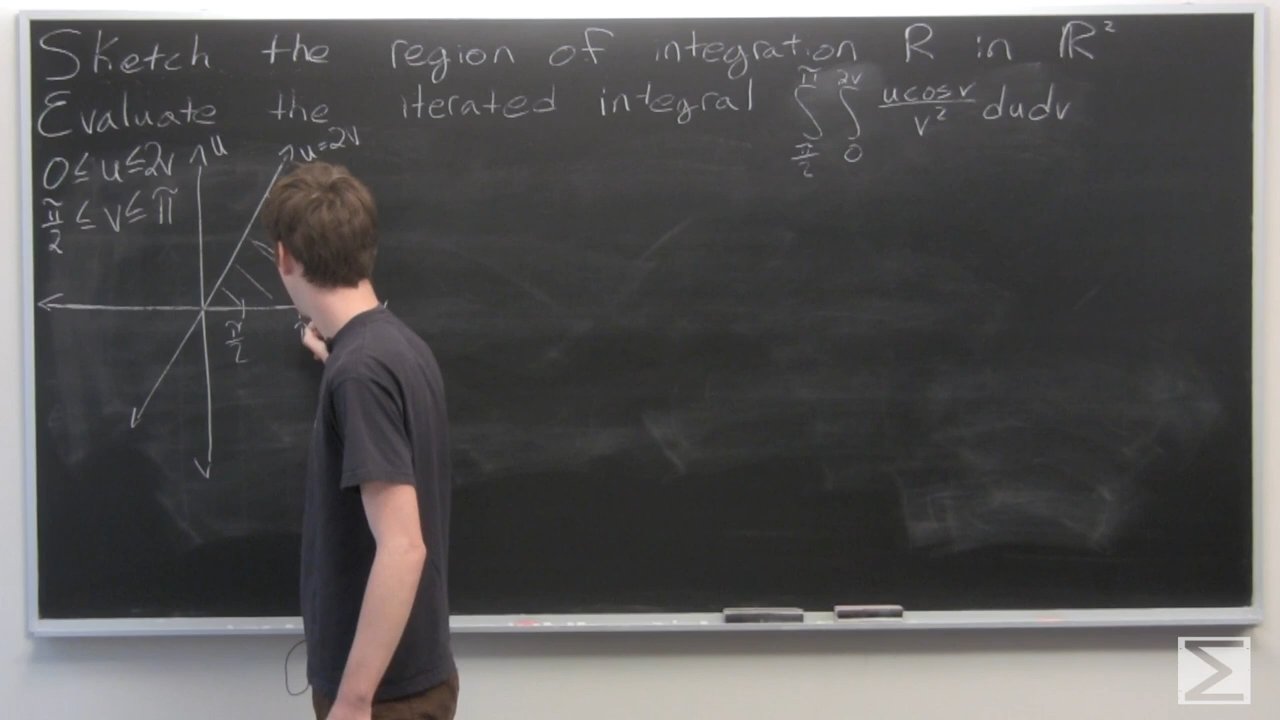 Sketch the region of integration R in ℝ²
Evaluate the iterated integral ∫_{π/2}^{π} ∫_0^{2v} (u cos v)/v² du dv
0 ≤ u ≤ 2v
π/2 ≤ v ≤ π
u
u=2v
π/2
Σ